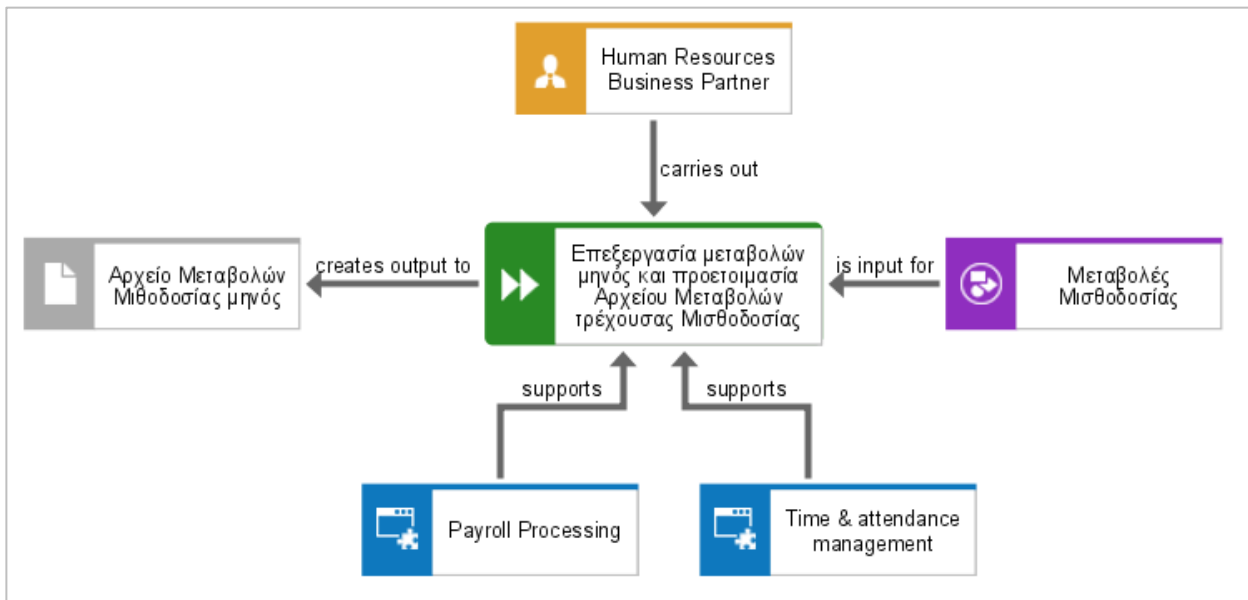 Human Resources
Business Partner
carries out
Αρχείο Μεταβολών
Μιθοδοσίας μηνός
creates output to
Επεξεργασία μεταβολών
μηνός και προετοιμασία
Αρχείου Μεταβολών
τρέχουσας Μισθοδοσίας
is input for
Μεταβολές
Μισθοδοσίας
supports
supports
Payroll Processing
Time & attendance
management